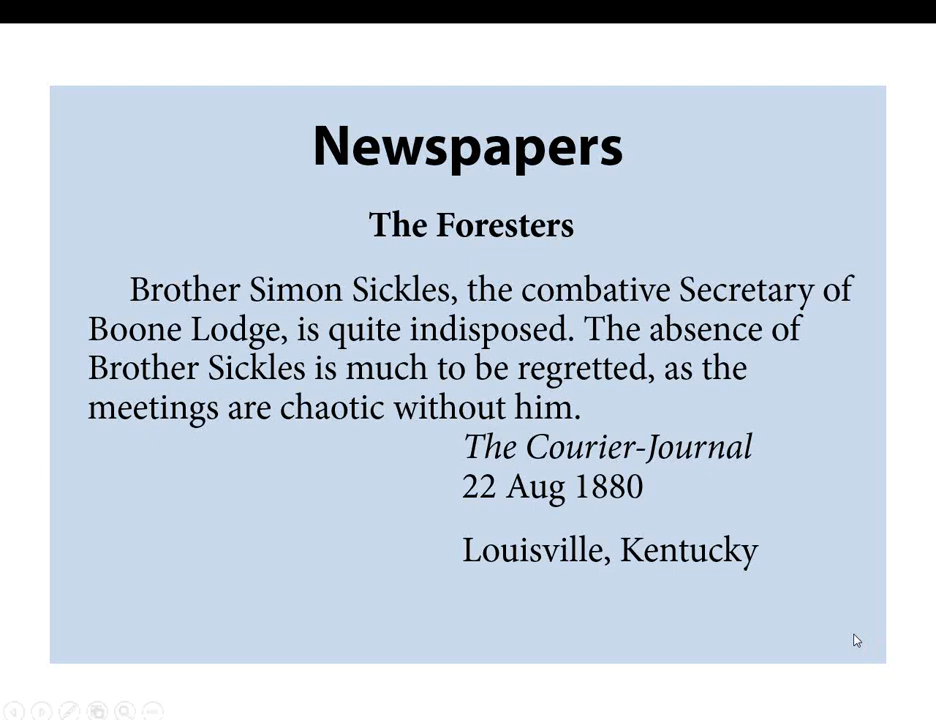 Newspapers
The Foresters
Brother Simon Sickles, the combative Secretary of
Boone Lodge, is quite indisposed. The absence of
Brother Sickles is much to be regretted, as the
meetings are chaotic without him.
The Courier-Journal
22 Aug 1880
Louisville, Kentucky